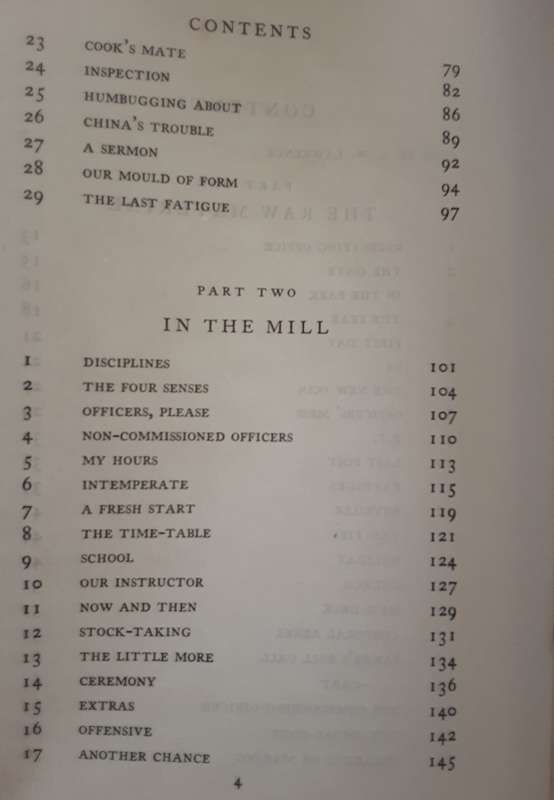 CONTENTS
23 COOK'S MATE 79
24 INSPECTION 82
25 HUMBUGGING ABOUT 86
26 CHINA'S TROUBLE 89
27 A SERMON 92
28 OUR MOULD OF FORM 94
29 THE LAST FATIGUE 97
PART TWO
IN THE MILL
1 DISCIPLINES 101
2 THE FOUR SENSES 104
3 OFFICERS, PLEASE 107
4 NON-COMMISSIONED OFFICERS 110
5 MY HOURS 113
6 INTEMPERATE 115
7 A FRESH START 119
8 THE TIME-TABLE 121
9 SCHOOL 124
10 OUR INSTRUCTOR 127
11 NOW AND THEN 129
12 STOCK-TAKING 131
13 THE LITTLE MORE 134
14 CEREMONY 136
15 EXTRAS 140
16 OFFENSIVE 142
17 ANOTHER CHANCE 145
4